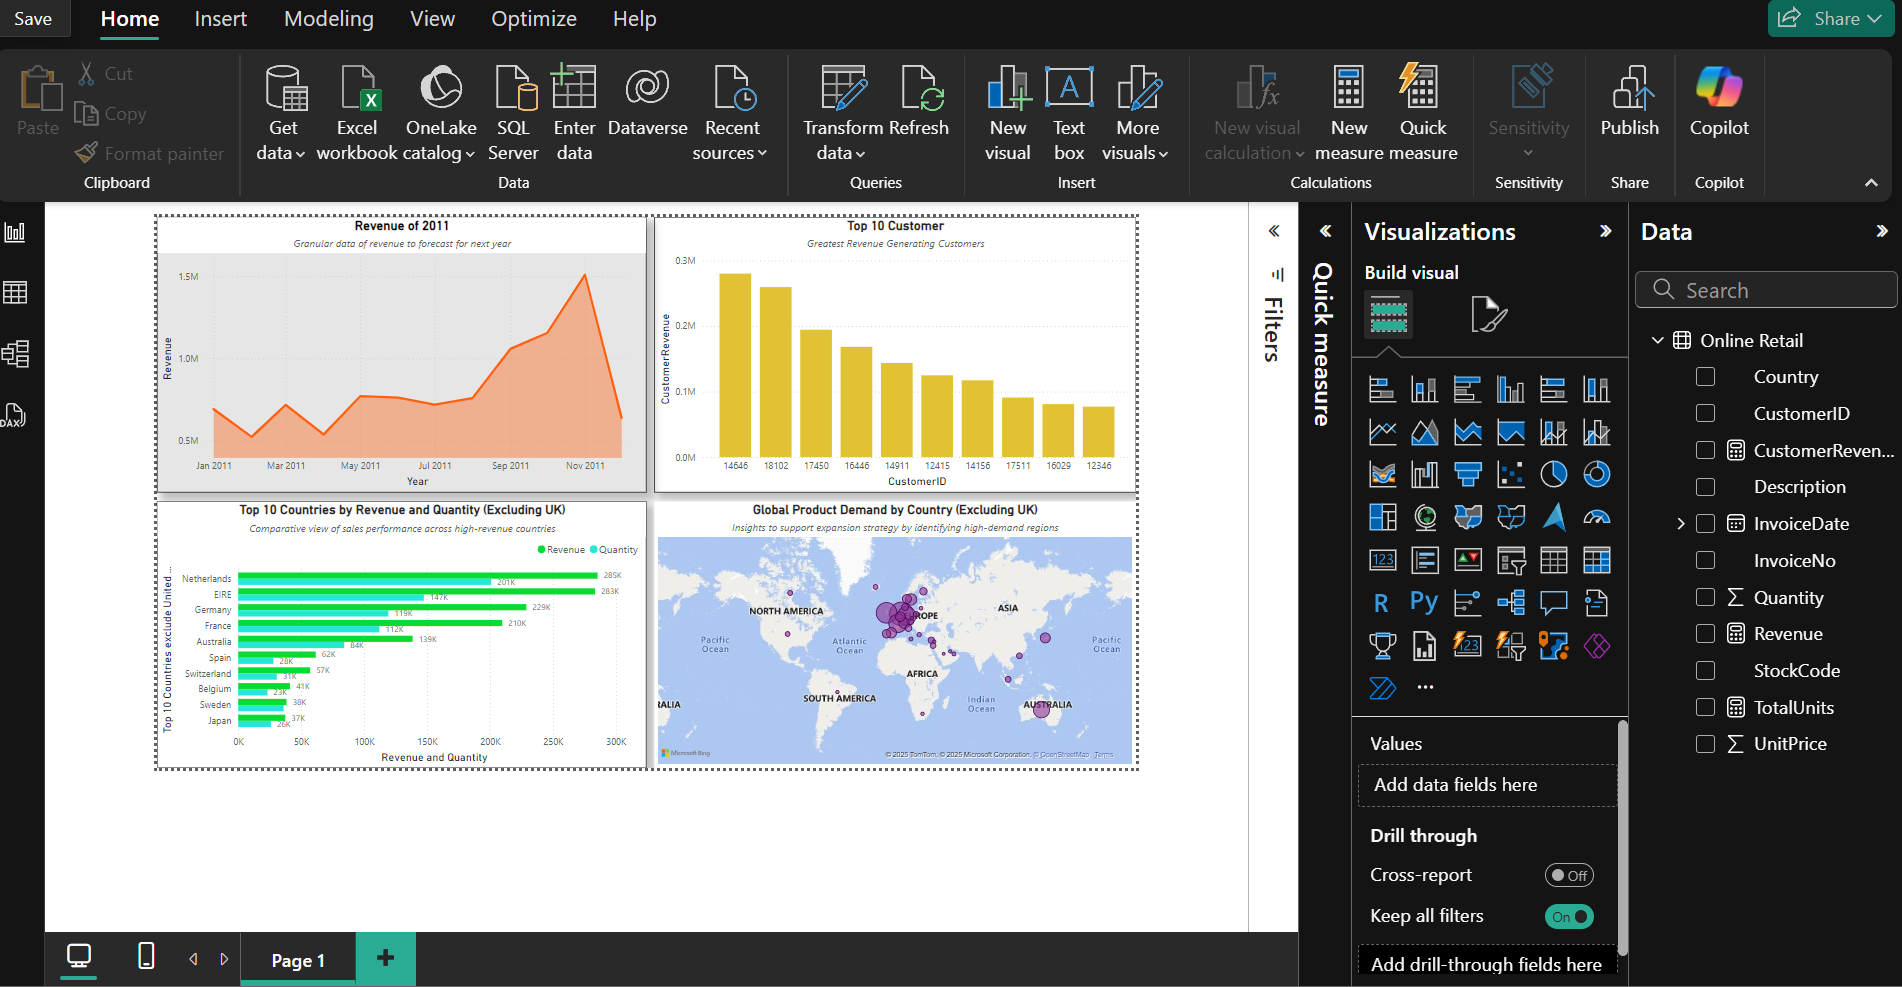 Save
Home
Insert
Modeling
View
Optimize
Help
Share
Paste
Cut
Copy
Format painter
Clipboard
Get data
Excel workbook
OneLake catalog
SQL Server
Enter data
Dataverse
Recent sources
Data
Transform data
Refresh
Queries
New visual
Text box
More visuals
Insert
New visual calculation
New measure
Quick measure
Calculations
Sensitivity
Sensitivity
Publish
Share
Copilot
Copilot
Revenue of 2011
Granular data of revenue to forecast for next year
Revenue
1.5M
1.0M
0.5M
Jan 2011 Mar 2011 May 2011 Jul 2011 Sep 2011 Nov 2011
Year
Top 10 Customer
Greatest Revenue Generating Customers
CustomerRevenue
0.3M
0.2M
0.1M
0.0M
14646 18102 17450 16446 14911 12415 14156 17511 16029 12346
CustomerID
Top 10 Countries by Revenue and Quantity (Excluding UK)
Comparative view of sales performance across high-revenue countries
Revenue Quantity
Top 10 Countries exclude United ...
Netherlands 285K
201K
EIRE 283K
147K
Germany 229K
119K
France 210K
112K
Australia 139K
84K
Spain 62K
28K
Switzerland 57K
31K
Belgium 41K
23K
Sweden 38K
Japan 37K
26K
0K 50K 100K 150K 200K 250K 300K
Revenue and Quantity
Global Product Demand by Country (Excluding UK)
Insights to support expansion strategy by identifying high-demand regions
NORTH AMERICA
ROPE
ASIA
Pacific Ocean
Atlantic Ocean
Pacific Ocean
AFRICA
SOUTH AMERICA
Indian Ocean
RALIA
AUSTRALIA
Microsoft Bing
© 2025 TomTom, © 2025 Microsoft Corporation, © OpenStreetMap Terms
Filters
Quick measure
Visualizations
Build visual
123
R
Py
123
Values
Add data fields here
Drill through
Cross-report
Off
Keep all filters
On
Add drill-through fields here
Data
Search
Online Retail
Country
CustomerID
CustomerReven...
Description
InvoiceDate
InvoiceNo
Quantity
Revenue
StockCode
TotalUnits
UnitPrice
DAX
Page 1